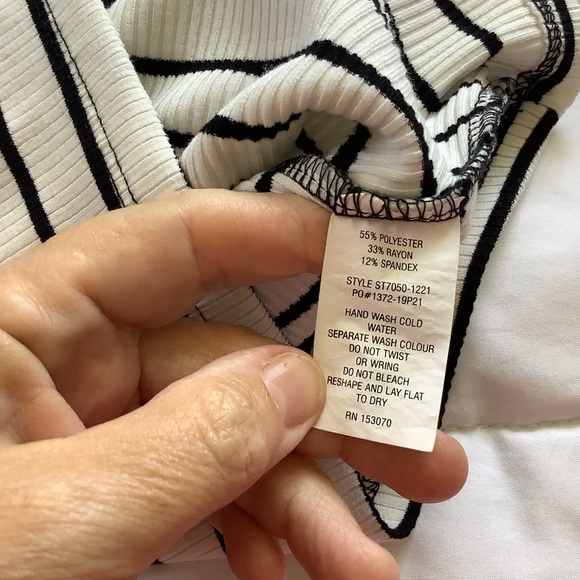 55% POLYESTER
33% RAYON
12% SPANDEX
STYLE ST7050-1221
PO#1372-19P21
HAND WASH COLD
WATER
SEPARATE WASH COLOUR
DO NOT TWIST
OR WRING
DO NOT BLEACH
RESHAPE AND LAY FLAT
TO DRY
RN 153070